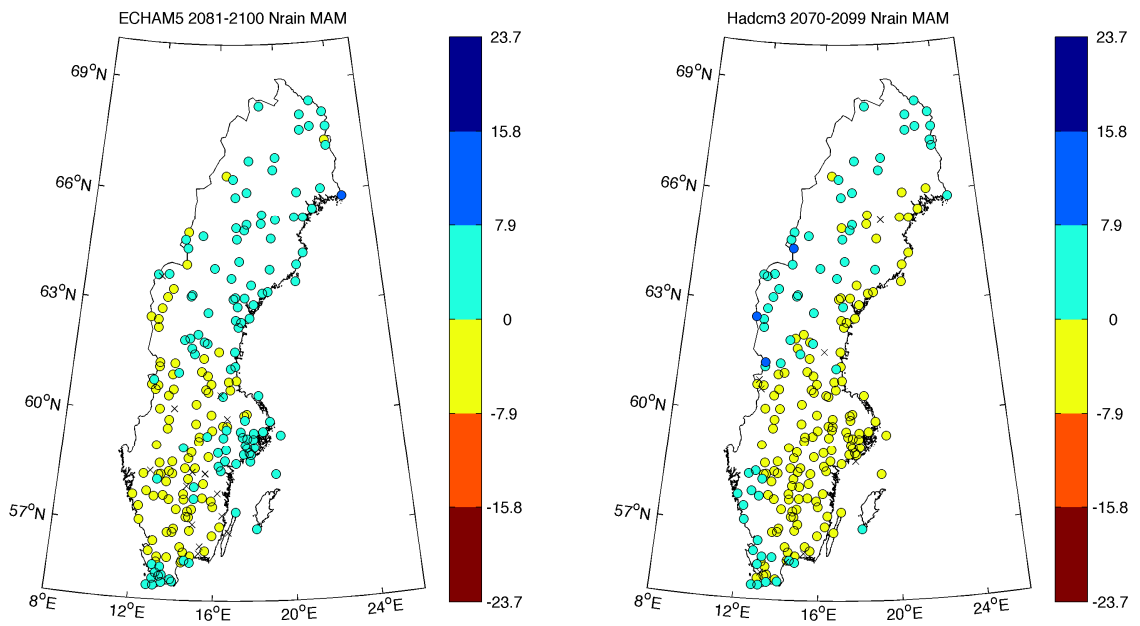 ECHAM5 2081-2100 Nrain MAM
69°N
66°N
63°N
60°N
57°N
8°E
12°E
16°E
20°E
24°E
23.7
15.8
7.9
0
-7.9
-15.8
-23.7
Hadcm3 2070-2099 Nrain MAM
69°N
66°N
63°N
60°N
57°N
8°E
12°E
16°E
20°E
24°E
23.7
15.8
7.9
0
-7.9
-15.8
-23.7